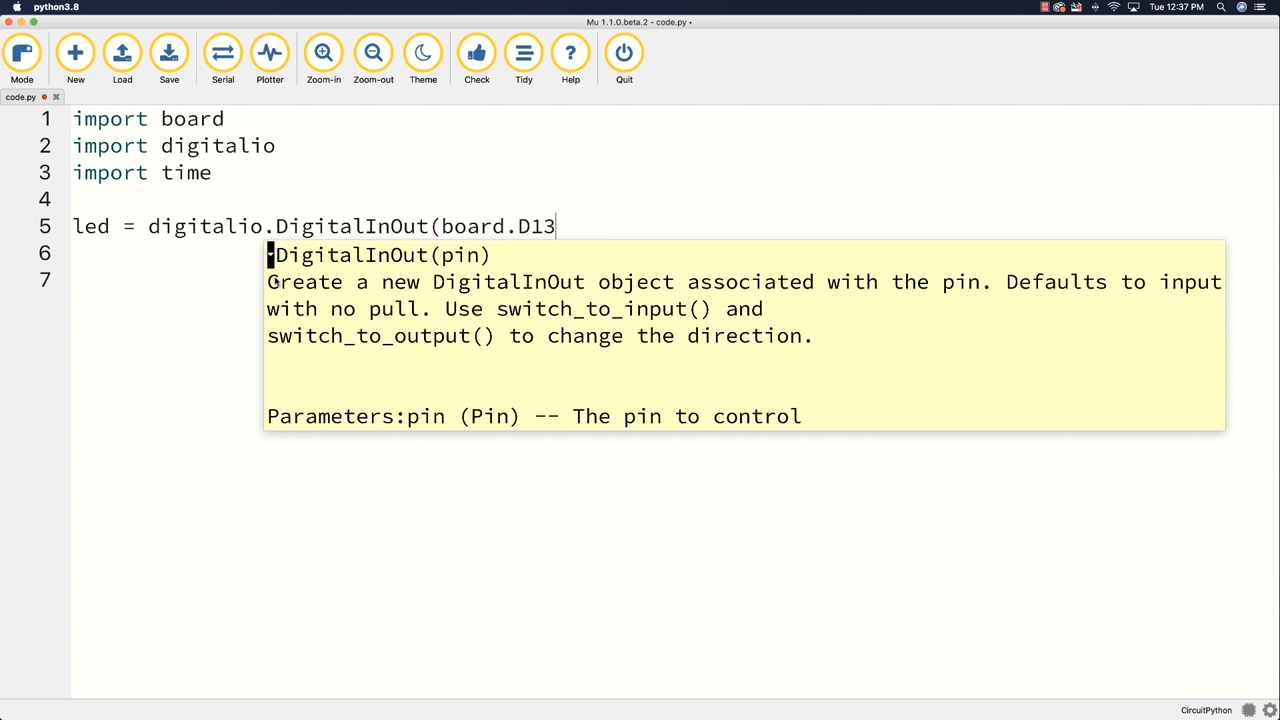 python3.8
Tue 12:37 PM
Mu 1.1.0.beta.2 - code.py •
Mode New Load Save Serial Plotter Zoom-in Zoom-out Theme Check Tidy Help Quit
code.py
1 import board
2 import digitalio
3 import time
4
5 led = digitalio.DigitalInOut(board.D13
6
7
DigitalInOut(pin)
Create a new DigitalInOut object associated with the pin. Defaults to input
with no pull. Use switch_to_input() and
switch_to_output() to change the direction.
Parameters:pin (Pin) -- The pin to control
CircuitPython